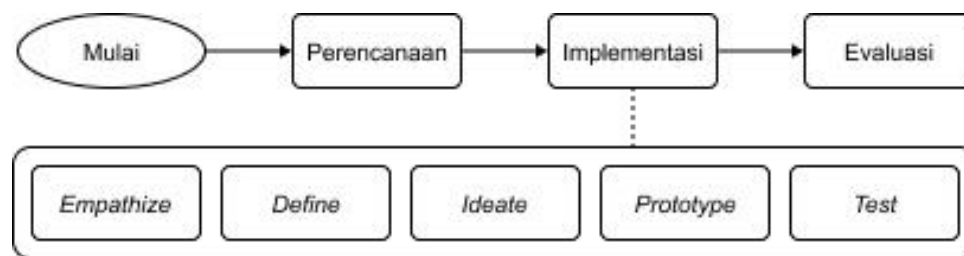 Mulai
Perencanaan
Implementasi
Evaluasi
Empathize
Define
Ideate
Prototype
Test